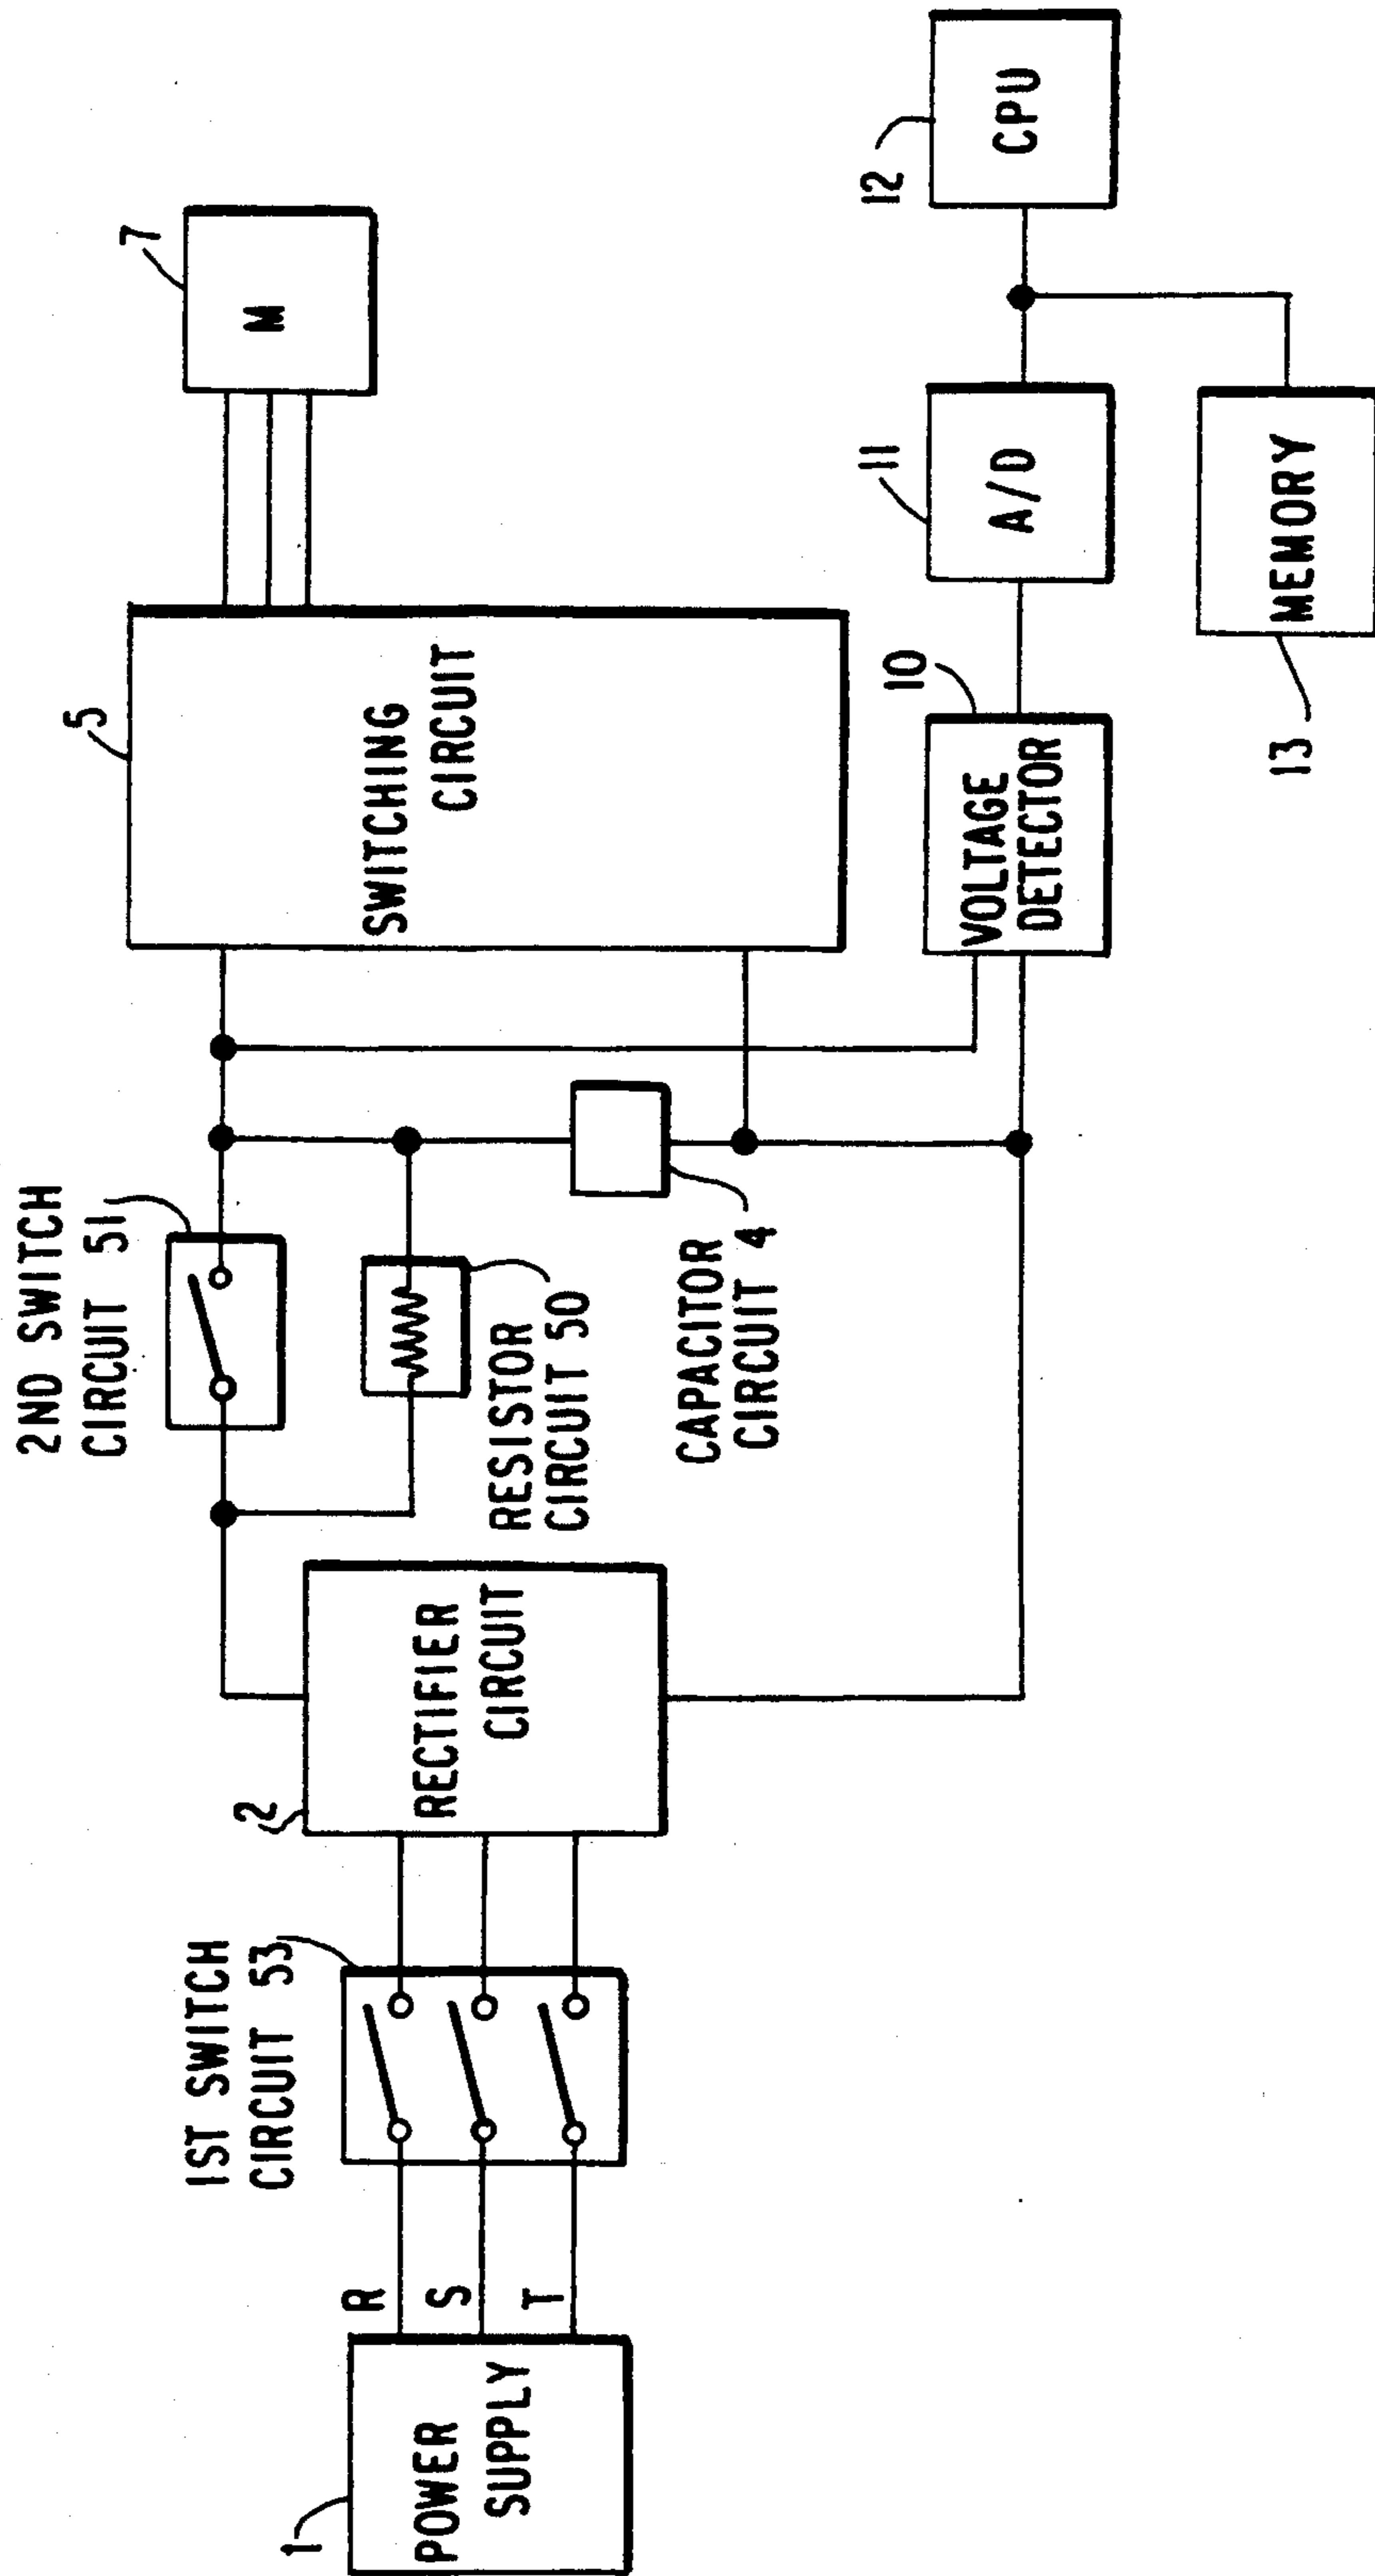 1
POWER
SUPPLY
R
S
T
1ST SWITCH
CIRCUIT 53
2
RECTIFIER
CIRCUIT
2ND SWITCH
CIRCUIT 51
RESISTOR
CIRCUIT 50
CAPACITOR
CIRCUIT 4
5
SWITCHING
CIRCUIT
7
M
10
VOLTAGE
DETECTOR
11
A/D
12
CPU
13
MEMORY